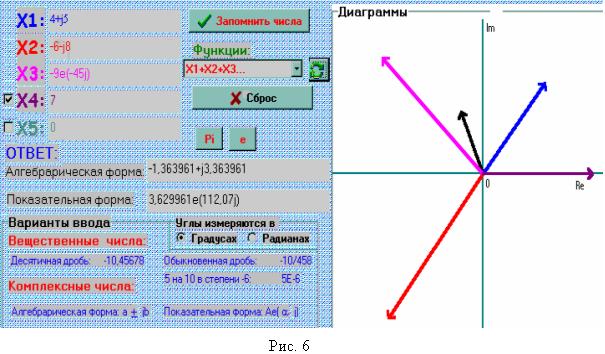 X1: 4+j5
Запомнить числа
X2: -6-j8
Функции:
X3: -9e(-45j)
X1+X2+X3...
X4: 7
Сброс
X5: 0
Pi
e
ОТВЕТ:
Алгебраическая форма: -1,363961+j3,363961
Показательная форма: 3,629961e(112,07j)
Варианты ввода
Углы измеряются в
Вещественные числа:
Градусах
Радианах
Десятичная дробь: -10,45678
Обыкновенная дробь: -10/458
5 на 10 в степени -6: 5E-6
Комплексные числа:
Алгебрарическая форма: a ± jb
Показательная форма: Ae( α· j)
Диаграммы
Im
0
Re
Рис. 6